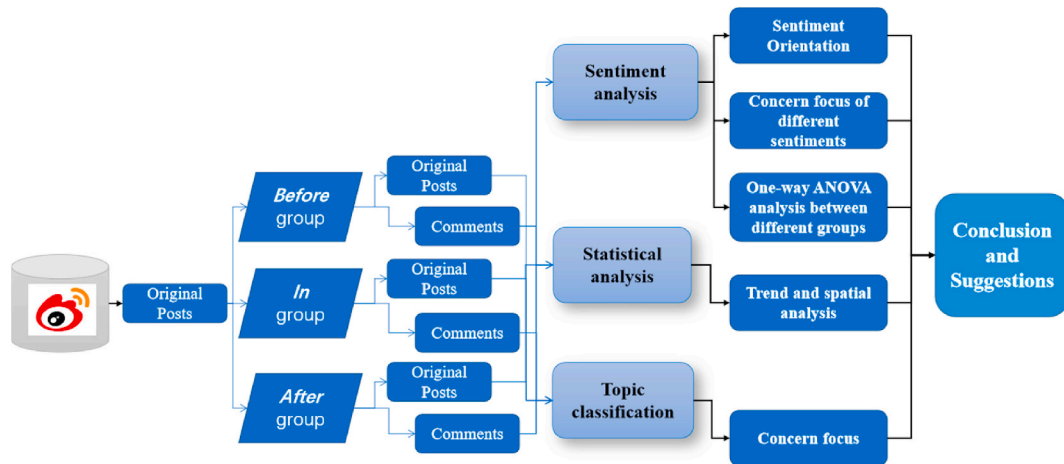 Original
Posts
Before
group
In
group
After
group
Original
Posts
Comments
Original
Posts
Comments
Original
Posts
Comments
Sentiment
analysis
Statistical
analysis
Topic
classification
Sentiment
Orientation
Concern focus of
different
sentiments
One-way ANOVA
analysis between
different groups
Trend and spatial
analysis
Concern focus
Conclusion
and
Suggestions